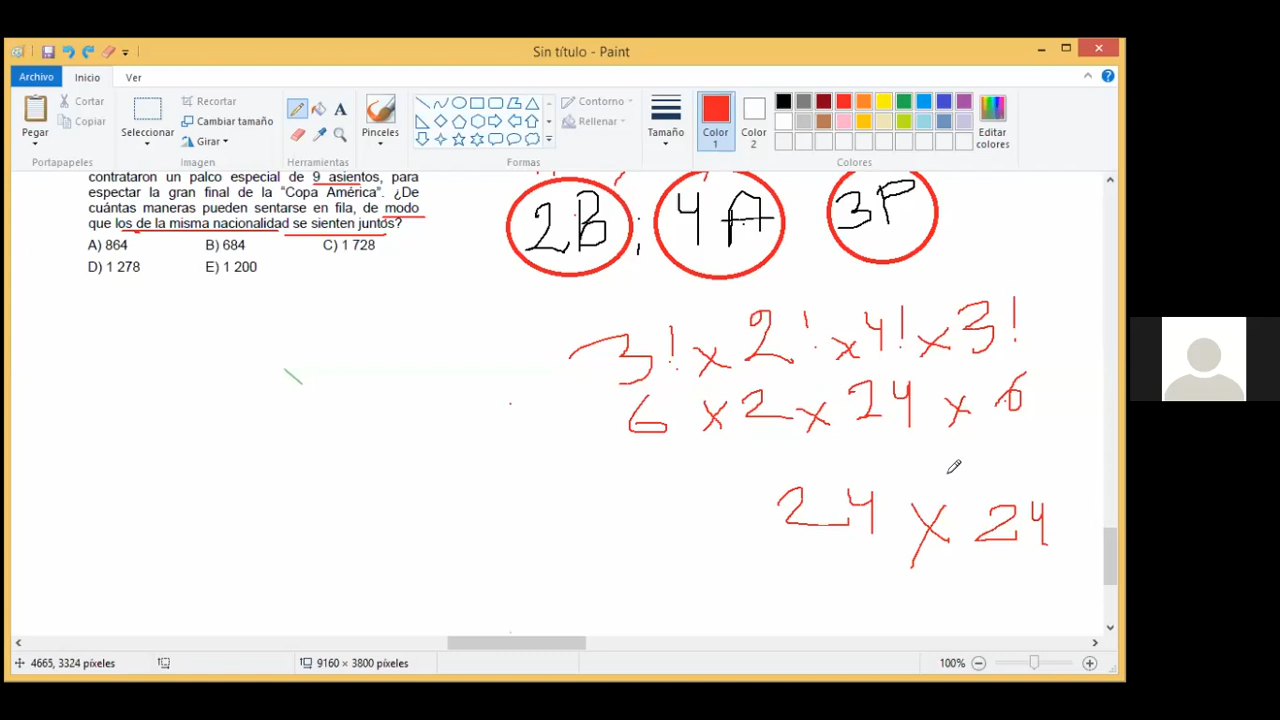 Sin título - Paint
Archivo Inicio Ver
Pegar
Cortar
Copiar
Portapapeles
Seleccionar
Recortar
Cambiar tamaño
Girar
Imagen
A
Herramientas
Pinceles
Contorno
Rellenar
Formas
Tamaño
Color 1
Color 2
Editar colores
Colores
contrataron un palco especial de 9 asientos, para
espectar la gran final de la “Copa América”. ¿De
cuántas maneras pueden sentarse en fila, de modo
que los de la misma nacionalidad se sienten juntos?
A) 864 B) 684 C) 1 728
D) 1 278 E) 1 200
2B ; 4A 3P
3! x 2! x 4! x 3!
6 x 2 x 24 x 6
24 x 24
4665, 3324 píxeles 9160 × 3800 píxeles 100%